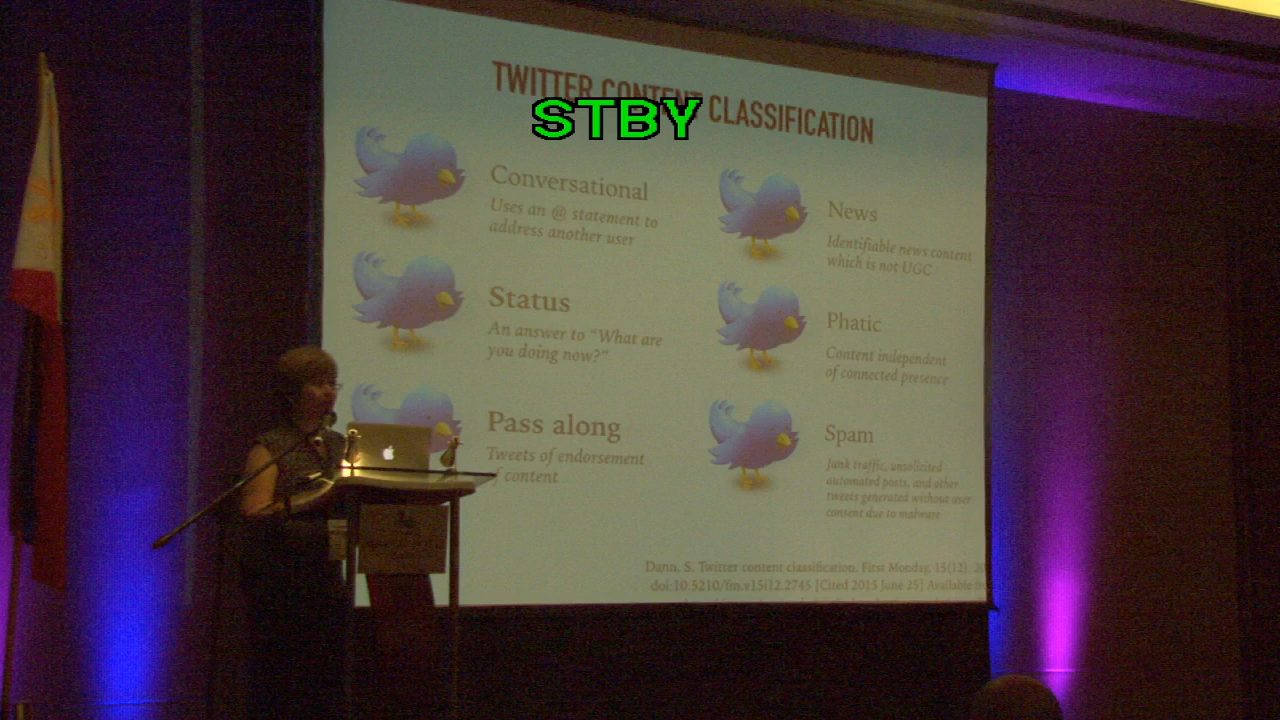 TWITTER CONTENT CLASSIFICATION
STBY
Conversational
Uses an @ statement to
address another user
Status
An answer to “What are
you doing now?”
Pass along
Tweets of endorsement
of content
News
Identifiable news content
which is not UGC
Phatic
Content independent
of connected presence
Spam
Junk traffic, unsolicited
automated posts, and other
tweets generated without user
consent due to malware
Dann, S. Twitter content classification. First Monday, 15(12).
doi:10.5210/fm.v15i12.2745 [Cited 2015 June 25] Available